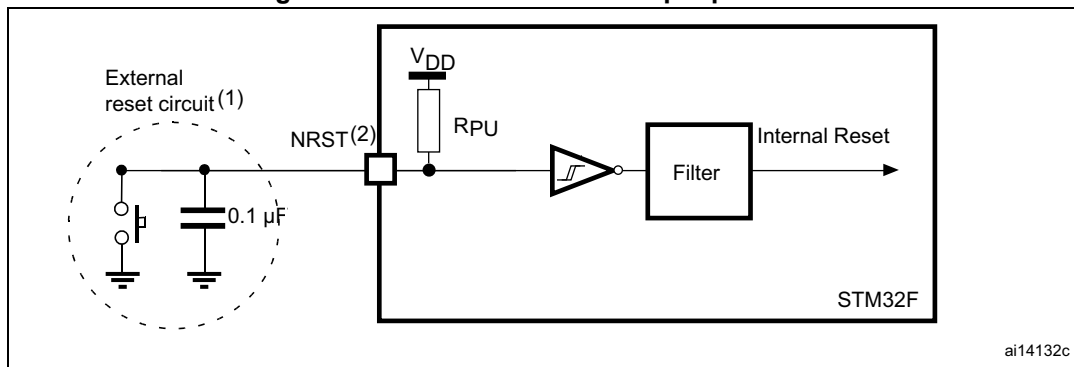 External
reset circuit(1)
NRST(2)
VDD
RPU
0.1 µF
Filter
Internal Reset
STM32F
ai14132c